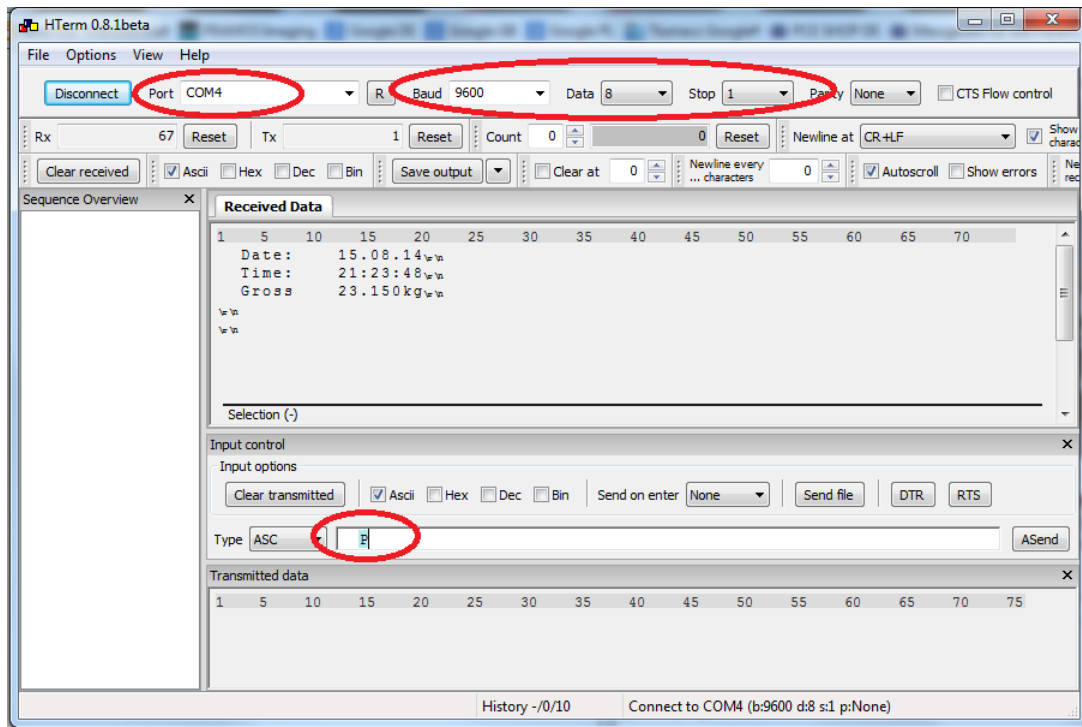 HTerm 0.8.1beta
File Options View Help
Disconnect Port COM4 R Baud 9600 Data 8 Stop 1 Parity None CTS Flow control
Rx 67 Reset Tx 1 Reset Count 0 0 Reset Newline at CR+LF Show
charac
Clear received Ascii Hex Dec Bin Save output Clear at 0 Newline every
... characters 0 Autoscroll Show errors Ne
rec
Sequence Overview X Received Data
1 5 10 15 20 25 30 35 40 45 50 55 60 65 70
Date: 15.08.14\r\n
Time: 21:23:48\r\n
Gross 23.150kg\r\n
\r\n
\r\n
Selection (-)
Input control
Input options
Clear transmitted Ascii Hex Dec Bin Send on enter None Send file DTR RTS
Type ASC P ASend
Transmitted data
1 5 10 15 20 25 30 35 40 45 50 55 60 65 70 75
History -/0/10 Connect to COM4 (b:9600 d:8 s:1 p:None)